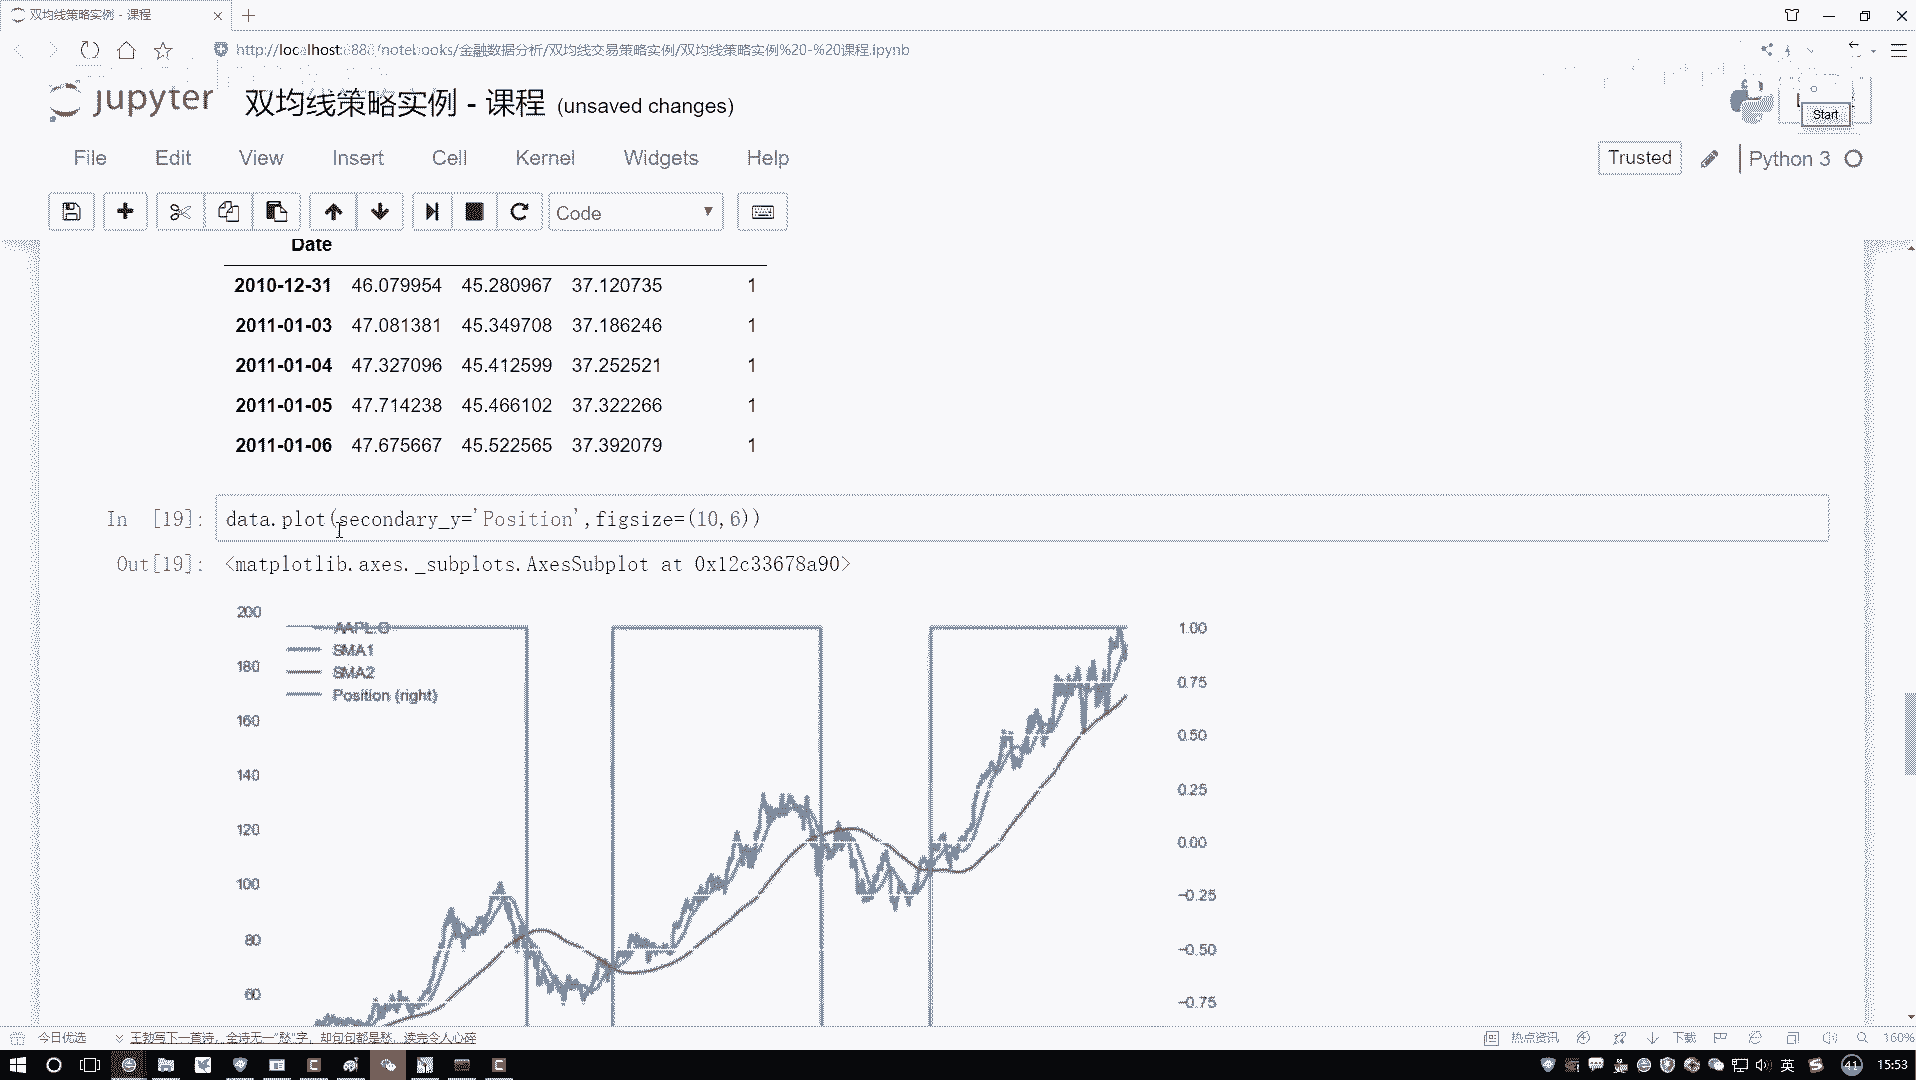 双均线策略实例 - 课程
http://localhost:888/notebooks/金融数据分析/双均线交易策略实例/双均线策略实例%20-%20课程.ipynb
jupyter 双均线策略实例 - 课程 (unsaved changes)
Start
File Edit View Insert Cell Kernel Widgets Help
Trusted Python 3
Code
Date
2010-12-31 46.079954 45.280967 37.120735 1
2011-01-03 47.081381 45.349708 37.186246 1
2011-01-04 47.327096 45.412599 37.252521 1
2011-01-05 47.714238 45.466102 37.322266 1
2011-01-06 47.675667 45.522565 37.392079 1
In [19]: data.plot(secondary_y='Position',figsize=(10,6))
Out[19]: <matplotlib.axes._subplots.AxesSubplot at 0x12c33678a90>
200
180
160
140
120
100
80
60
AAPL.O
SMA1
SMA2
Position (right)
1.00
0.75
0.50
0.25
0.00
−0.25
−0.50
−0.75
今日优选 王勃写下一首诗，全诗无一“愁”字，却句句都是愁，读完令人心碎
热点资讯 下载 160%
英 41 15:53